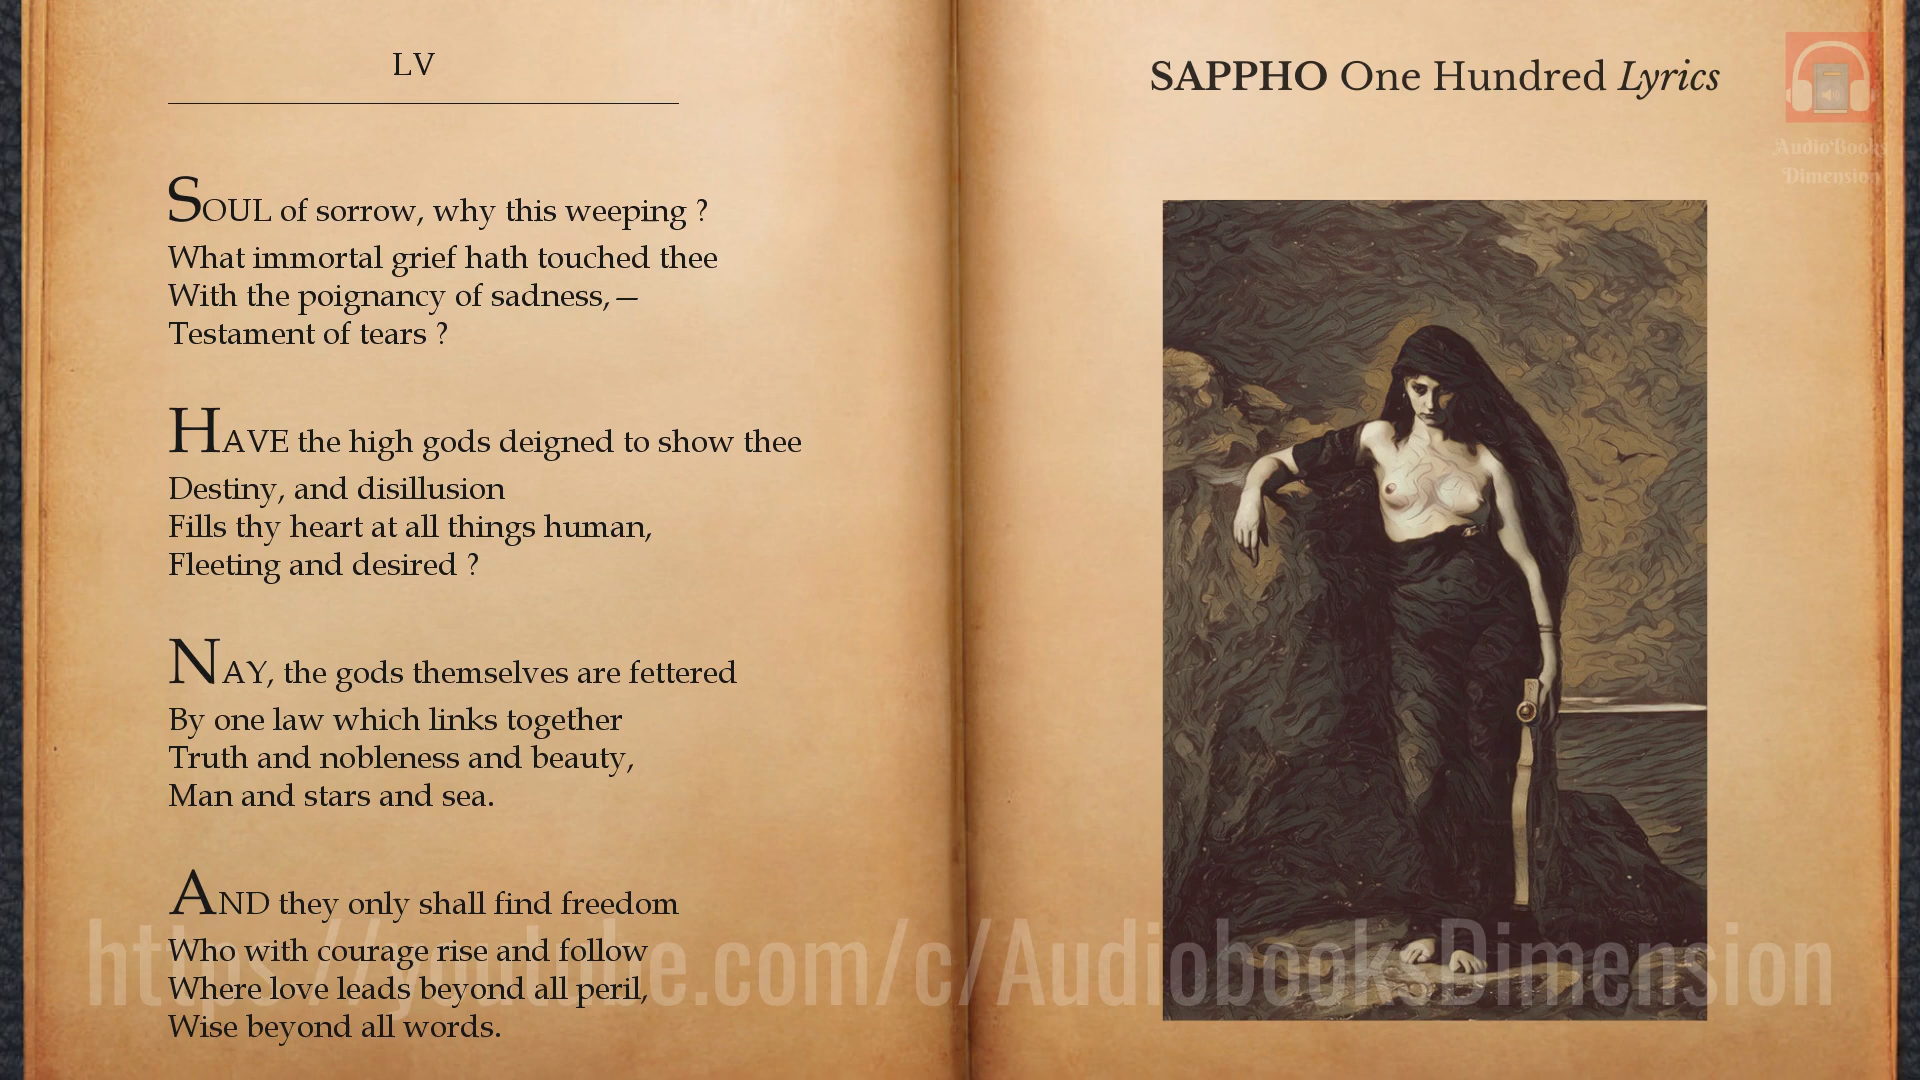 LV
SOUL of sorrow, why this weeping ?
What immortal grief hath touched thee
With the poignancy of sadness,—
Testament of tears ?
HAVE the high gods deigned to show thee
Destiny, and disillusion
Fills thy heart at all things human,
Fleeting and desired ?
NAY, the gods themselves are fettered
By one law which links together
Truth and nobleness and beauty,
Man and stars and sea.
AND they only shall find freedom
Who with courage rise and follow
Where love leads beyond all peril,
Wise beyond all words.
SAPPHO One Hundred Lyrics
AudioBooks
Dimension
https://youtube.com/c/AudiobooksDimension